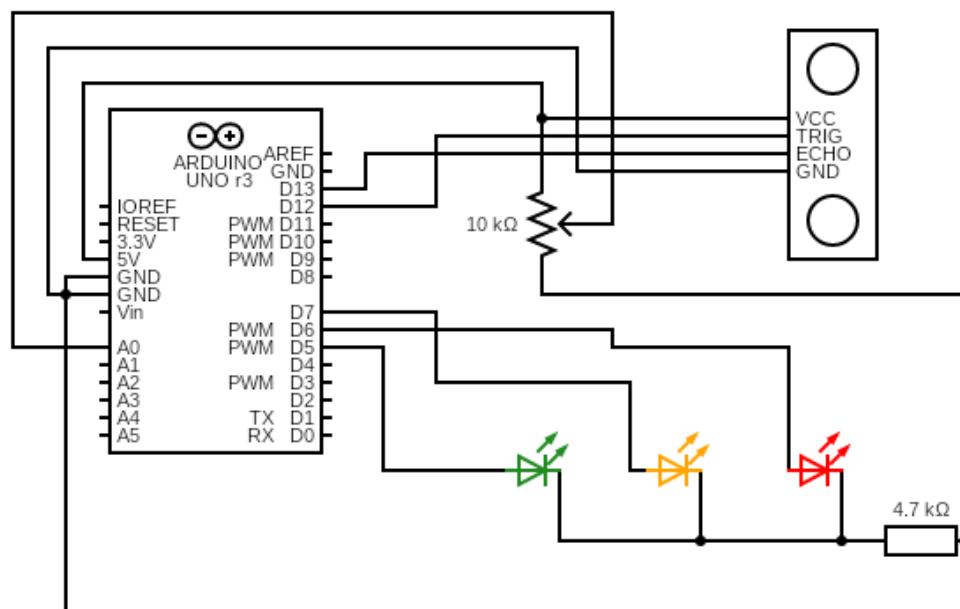 ARDUINO
UNO r3
AREF
GND
D13
D12
PWM D11
PWM D10
PWM D9
D8
D7
PWM D6
PWM D5
D4
PWM D3
D2
TX D1
RX D0
IOREF
RESET
3.3V
5V
GND
GND
Vin
A0
A1
A2
A3
A4
A5
10 kΩ
VCC
TRIG
ECHO
GND
4.7 kΩ